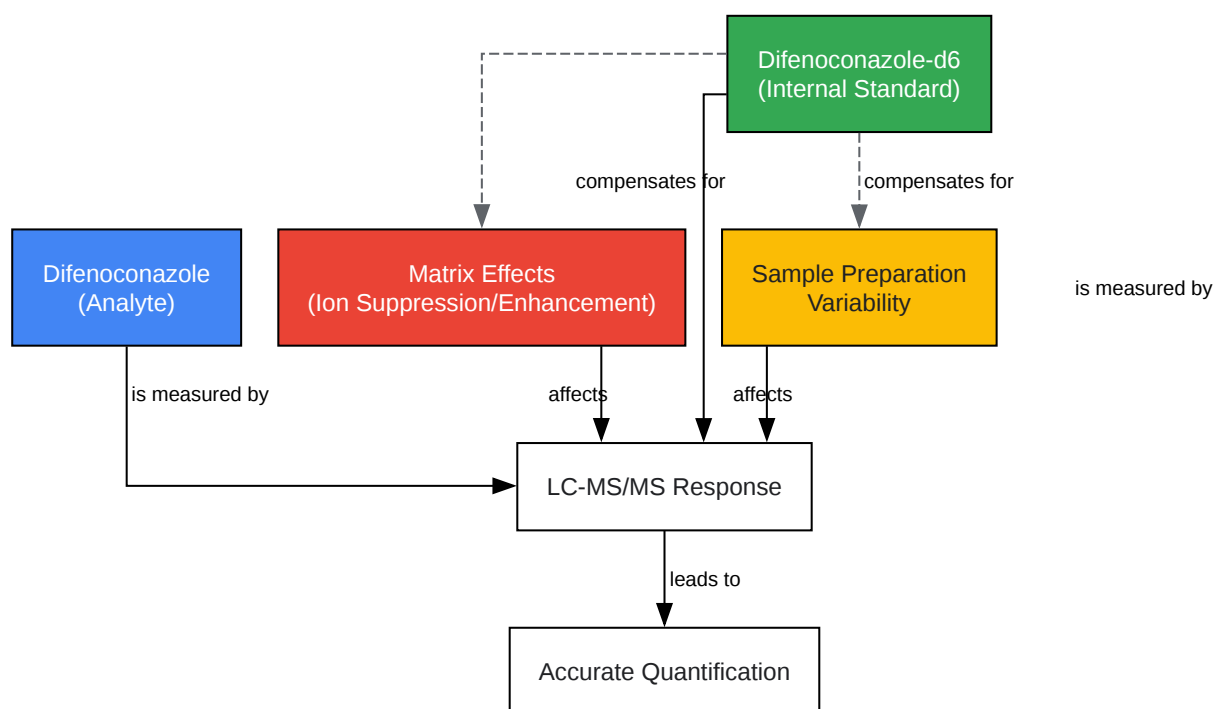 Difenoconazole-d6
(Internal Standard)
compensates for
compensates for
Difenoconazole
(Analyte)
Matrix Effects
(Ion Suppression/Enhancement)
Sample Preparation
Variability
is measured by
is measured by
affects
affects
LC-MS/MS Response
leads to
Accurate Quantification